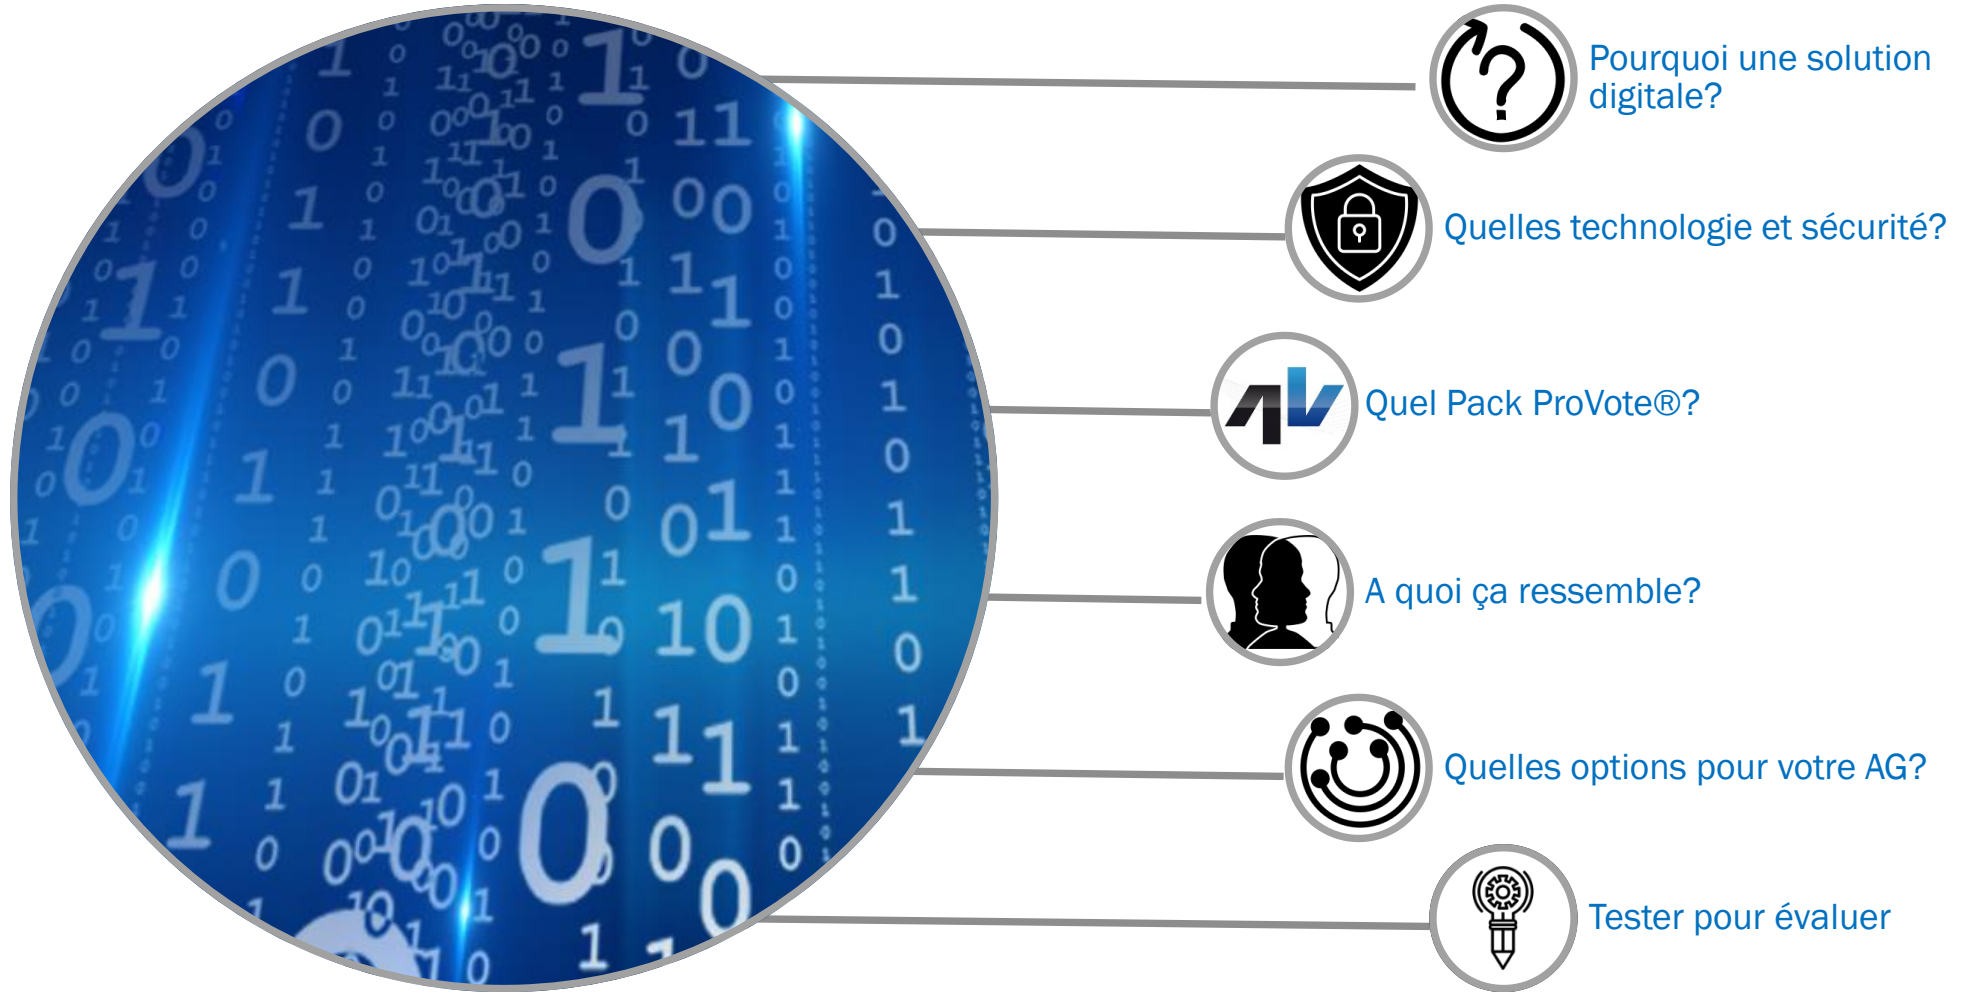 Pourquoi une solution
digitale?
Quelles technologie et sécurité?
Quel Pack ProVote®?
A quoi ça ressemble?
Quelles options pour votre AG?
Tester pour évaluer